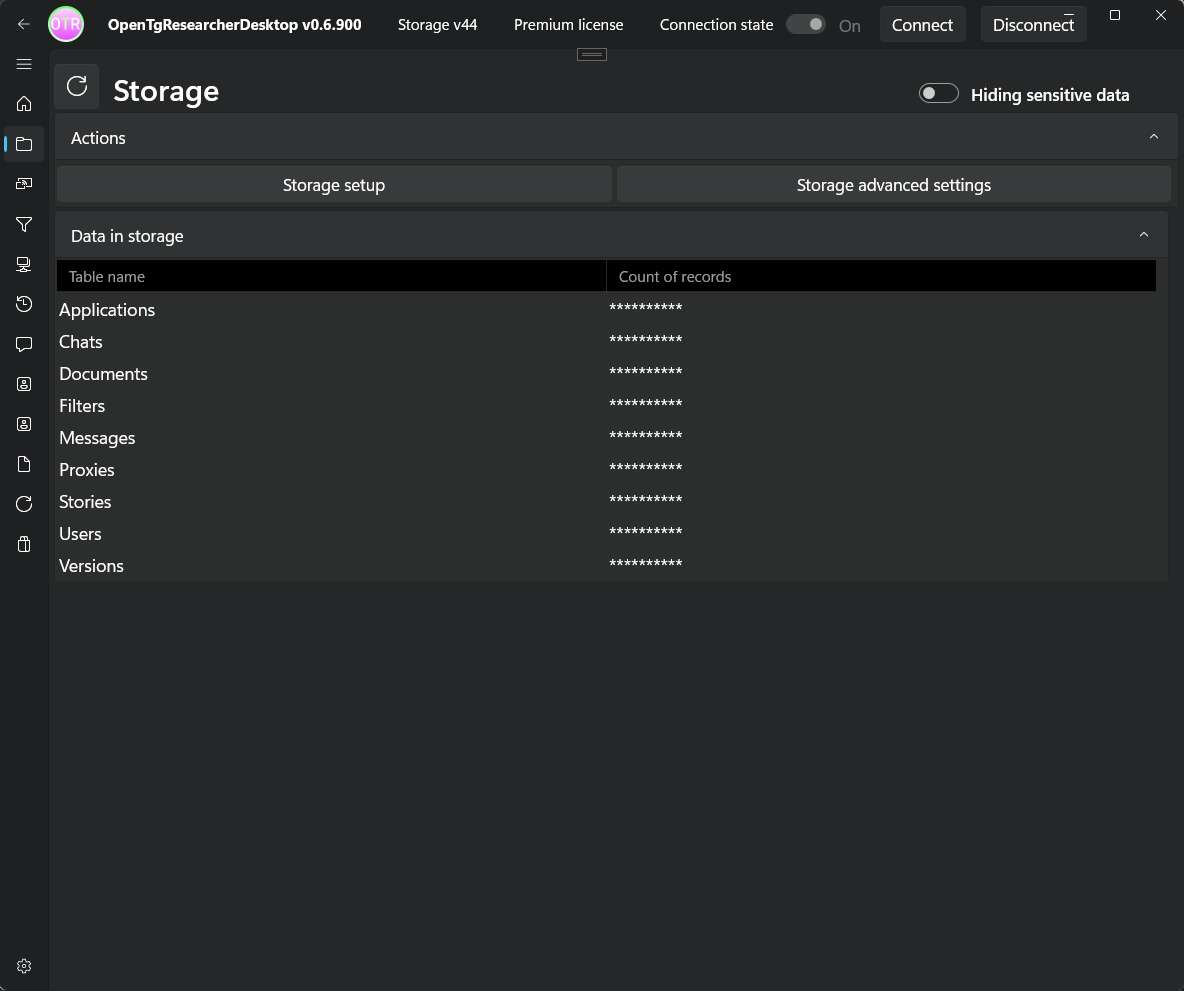 OTR OpenTgResearcherDesktop v0.6.900 Storage v44 Premium license Connection state On Connect Disconnect
Storage Hiding sensitive data
Actions
Storage setup Storage advanced settings
Data in storage
Table name Count of records
Applications **********
Chats **********
Documents **********
Filters **********
Messages **********
Proxies **********
Stories **********
Users **********
Versions **********